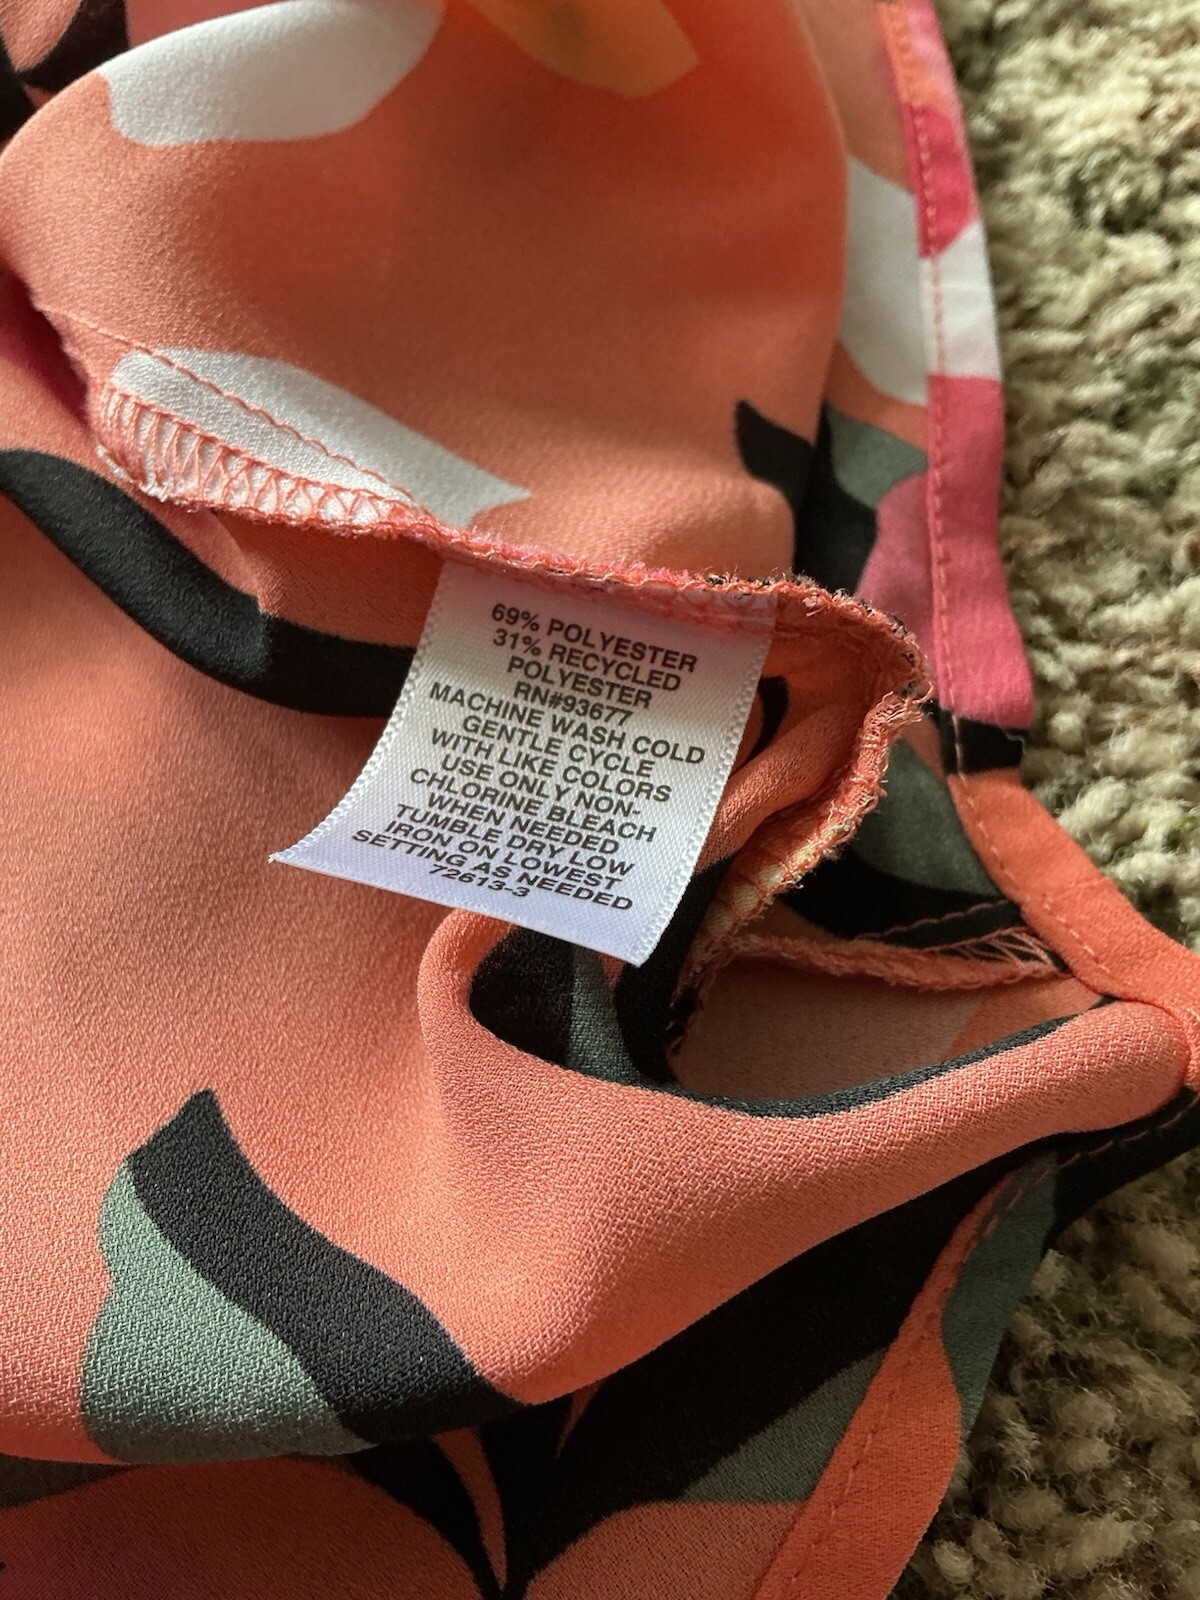 69% POLYESTER
31% RECYCLED
POLYESTER
RN#93677
MACHINE WASH COLD
GENTLE CYCLE
WITH LIKE COLORS
USE ONLY NON-
CHLORINE BLEACH
WHEN NEEDED
TUMBLE DRY LOW
IRON ON LOWEST
SETTING AS NEEDED
72613-3